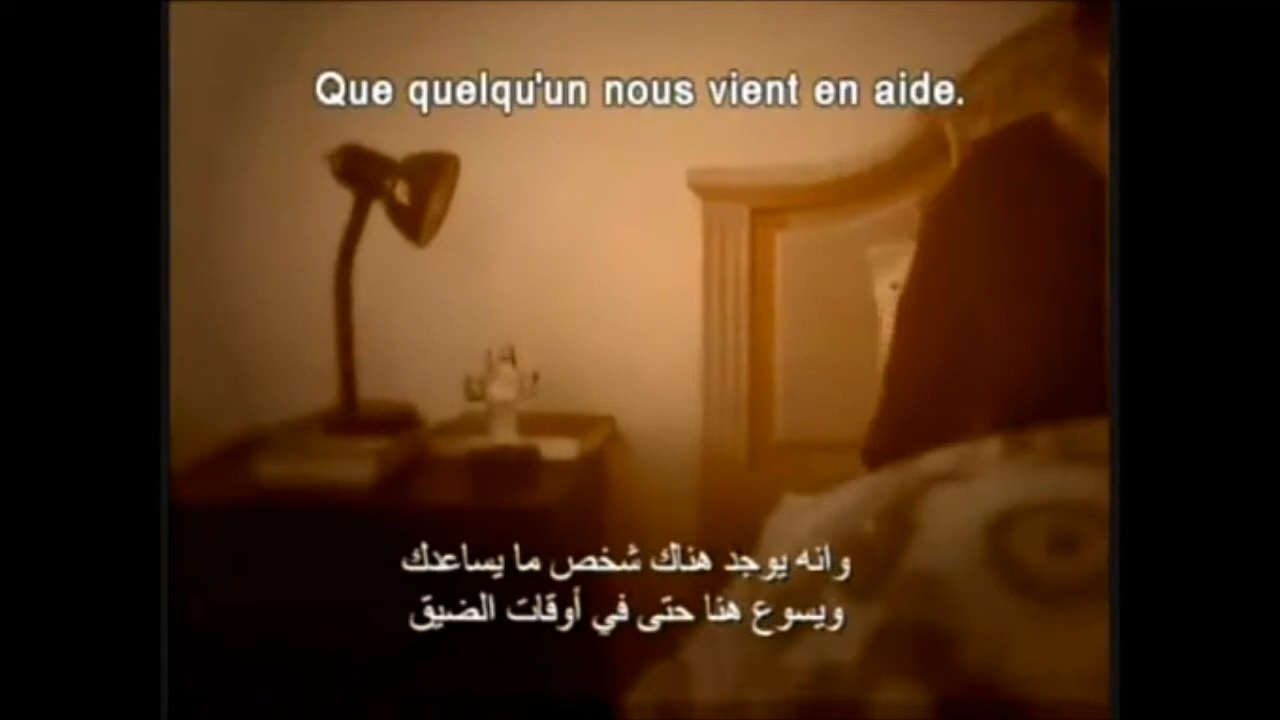 Que quelqu'un nous vient en aide.
وانه يوجد هناك شخص ما يساعدك
ويسوع هنا حتى في أوقات الضيق